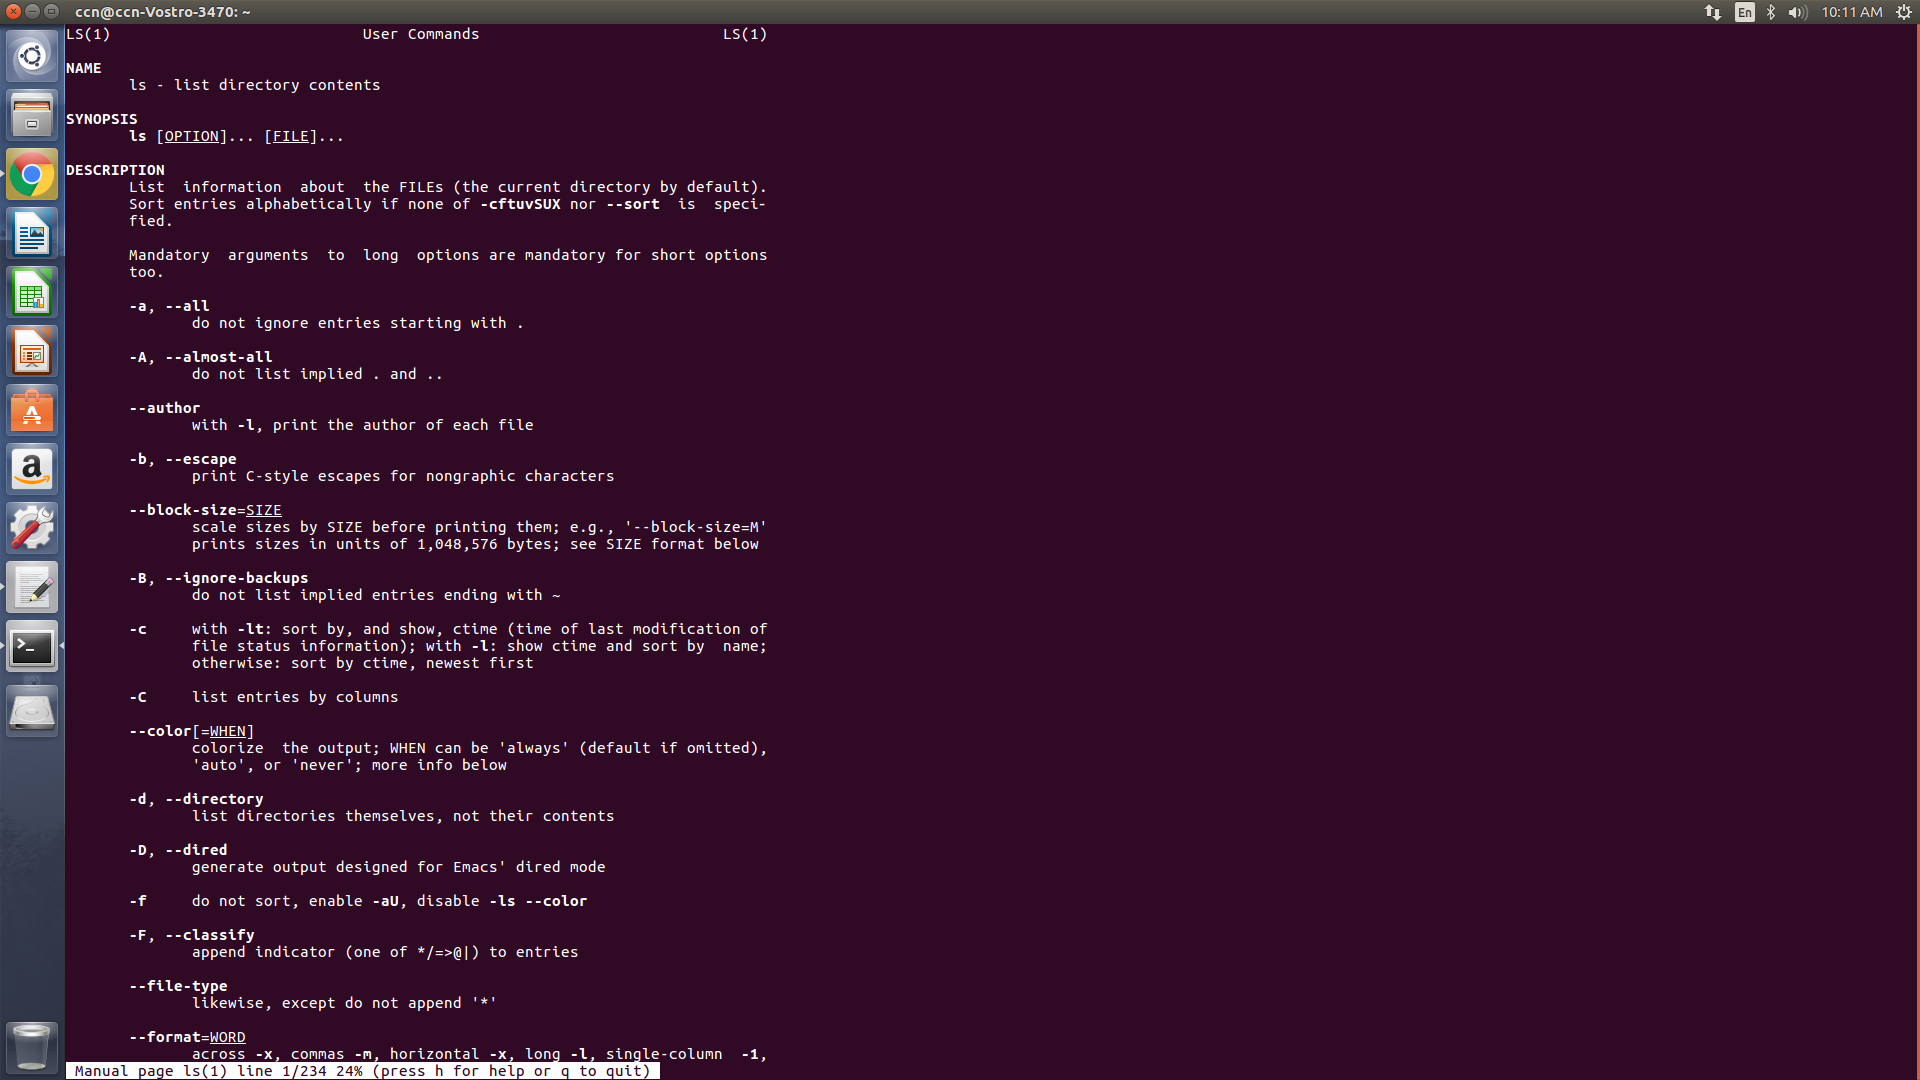 ccn@ccn-Vostro-3470: ~
En
10:11 AM
LS(1)                            User Commands                           LS(1)
NAME
       ls - list directory contents
SYNOPSIS
       ls [OPTION]... [FILE]...
DESCRIPTION
       List  information  about  the FILEs (the current directory by default).
       Sort entries alphabetically if none of -cftuvSUX nor --sort  is  speci-
       fied.
       Mandatory  arguments  to  long  options are mandatory for short options
       too.
       -a, --all
              do not ignore entries starting with .
       -A, --almost-all
              do not list implied . and ..
       --author
              with -l, print the author of each file
       -b, --escape
              print C-style escapes for nongraphic characters
       --block-size=SIZE
              scale sizes by SIZE before printing them; e.g., '--block-size=M'
              prints sizes in units of 1,048,576 bytes; see SIZE format below
       -B, --ignore-backups
              do not list implied entries ending with ~
       -c     with -lt: sort by, and show, ctime (time of last modification of
              file status information); with -l: show ctime and sort by  name;
              otherwise: sort by ctime, newest first
       -C     list entries by columns
       --color[=WHEN]
              colorize  the output; WHEN can be 'always' (default if omitted),
              'auto', or 'never'; more info below
       -d, --directory
              list directories themselves, not their contents
       -D, --dired
              generate output designed for Emacs' dired mode
       -f     do not sort, enable -aU, disable -ls --color
       -F, --classify
              append indicator (one of */=>@|) to entries
       --file-type
              likewise, except do not append '*'
       --format=WORD
              across -x, commas -m, horizontal -x, long -l, single-column  -1,
 Manual page ls(1) line 1/234 24% (press h for help or q to quit)